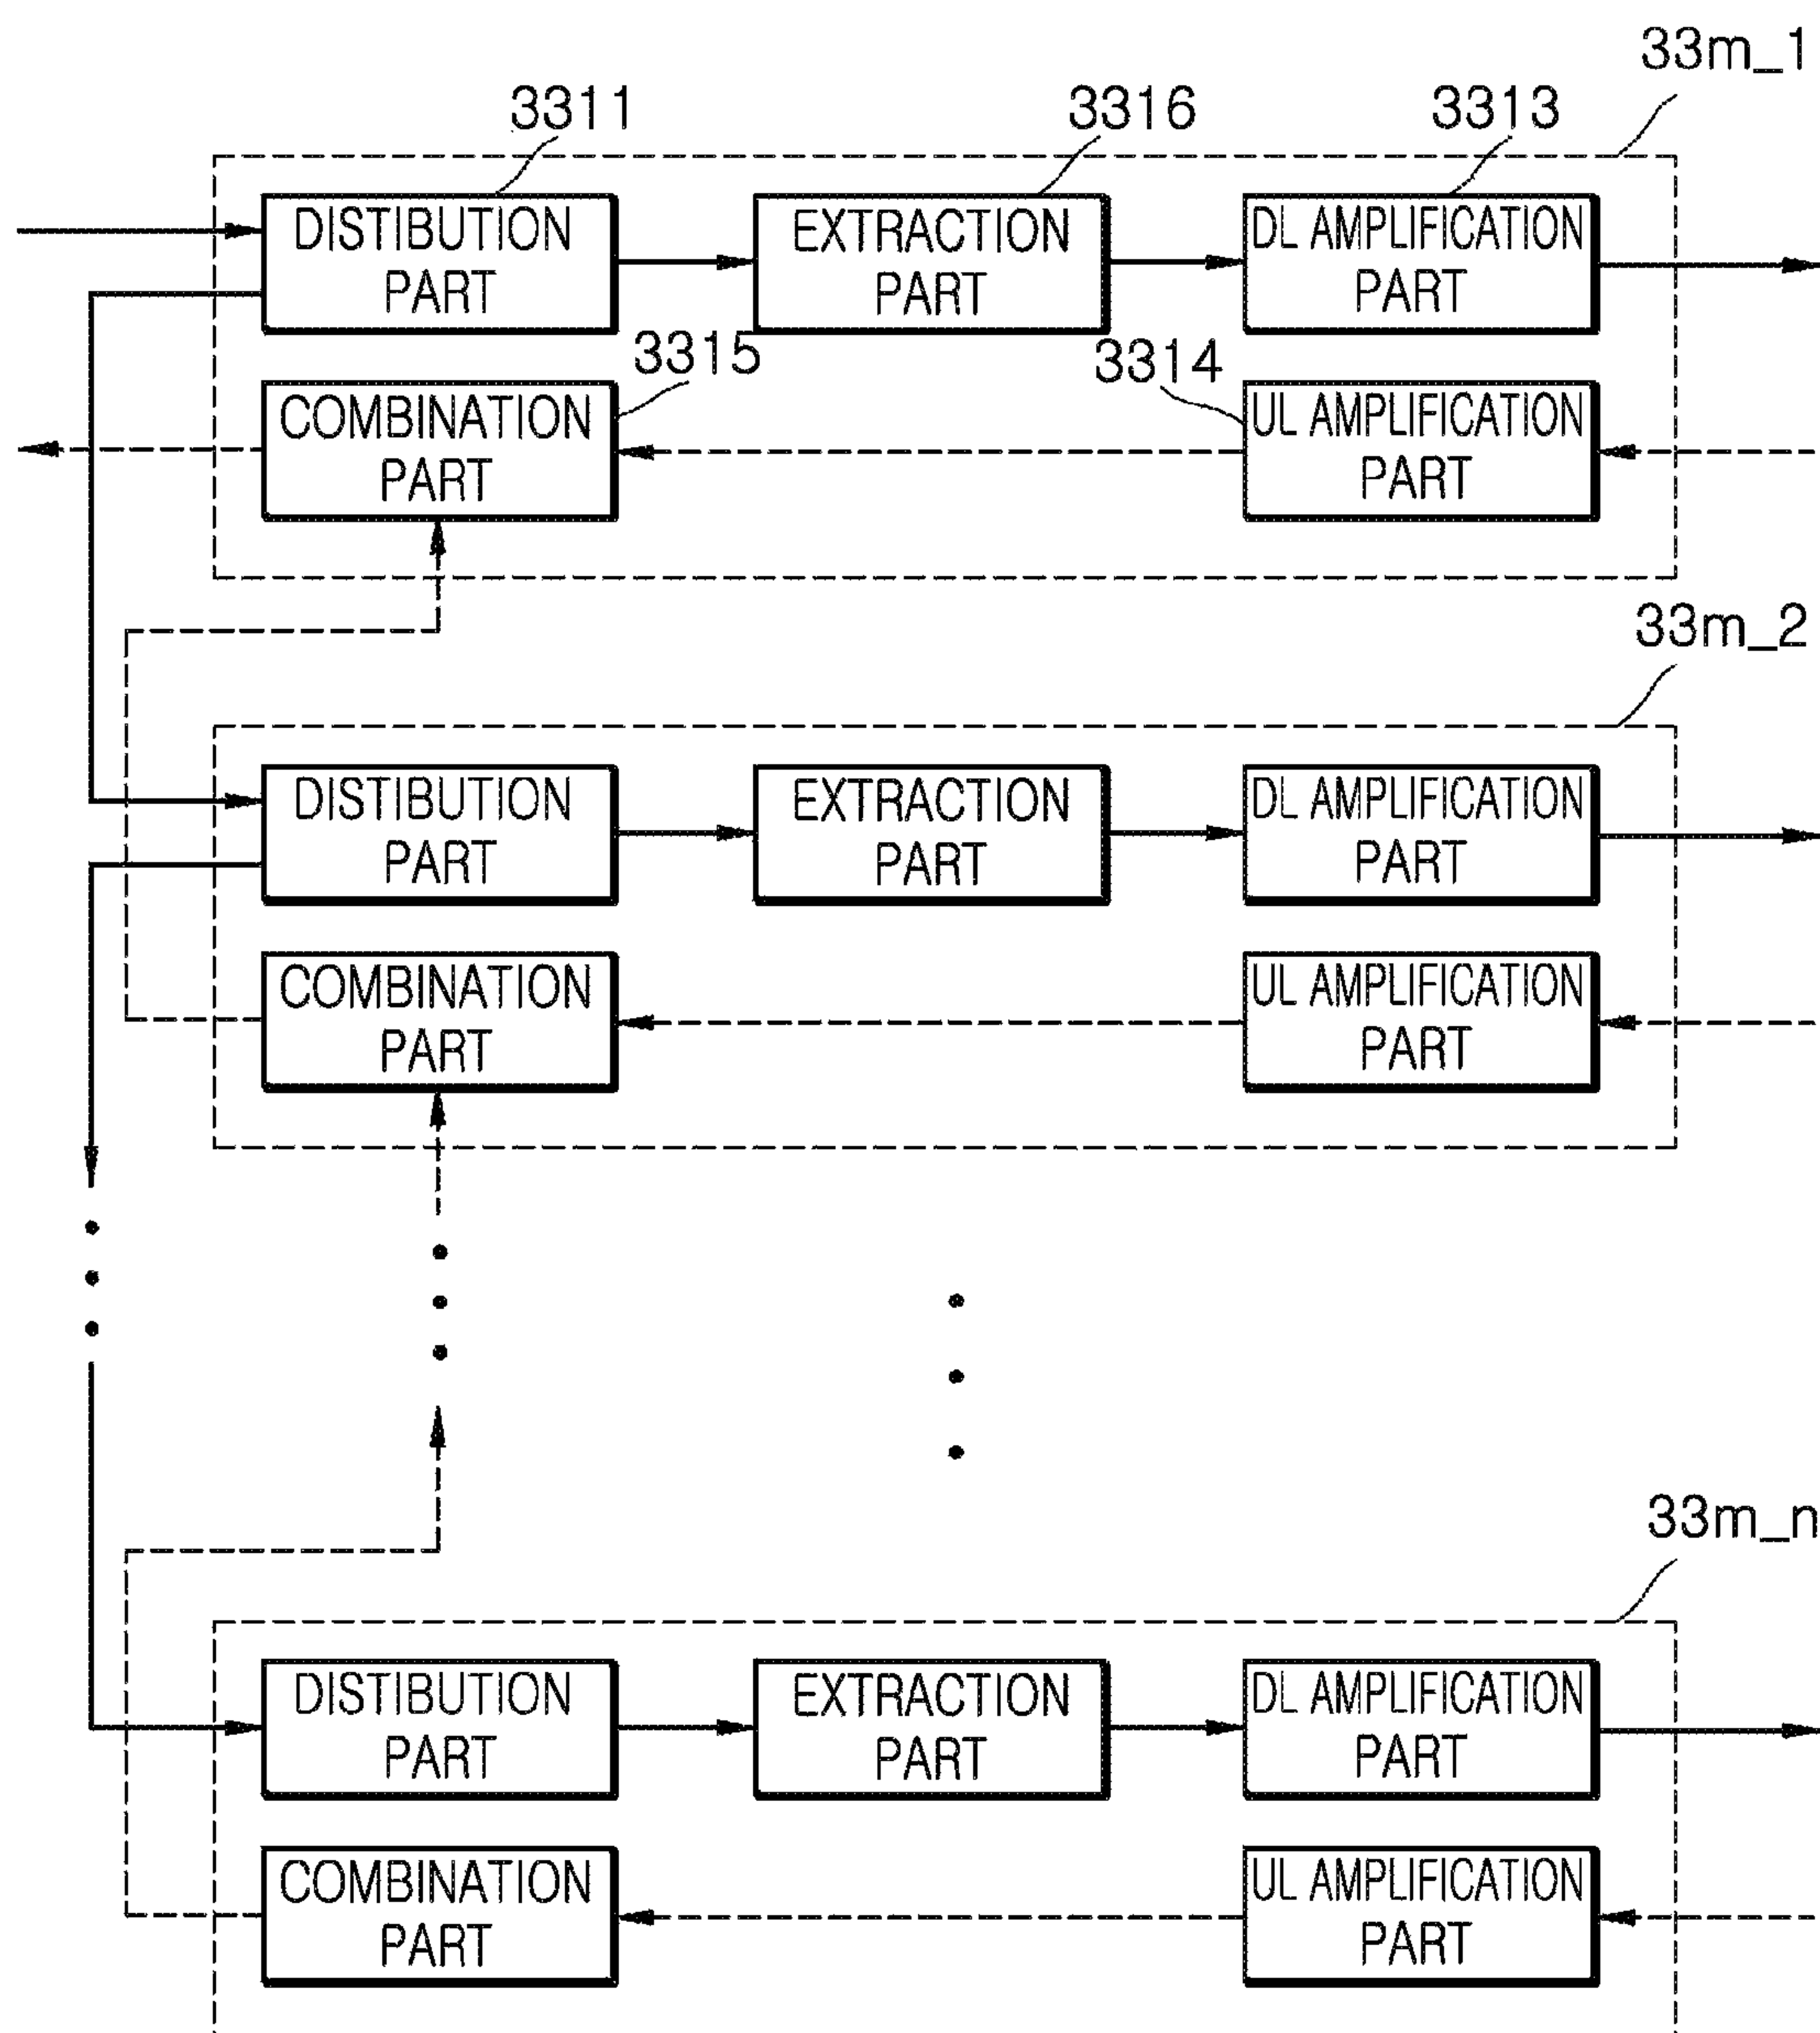 33m_1
3311
3316
3313
DISTIBUTION
PART
EXTRACTION
PART
DL AMPLIFICATION
PART
3315
3314
COMBINATION
PART
UL AMPLIFICATION
PART
33m_2
DISTIBUTION
PART
EXTRACTION
PART
DL AMPLIFICATION
PART
COMBINATION
PART
UL AMPLIFICATION
PART
33m_n
DISTIBUTION
PART
EXTRACTION
PART
DL AMPLIFICATION
PART
COMBINATION
PART
UL AMPLIFICATION
PART